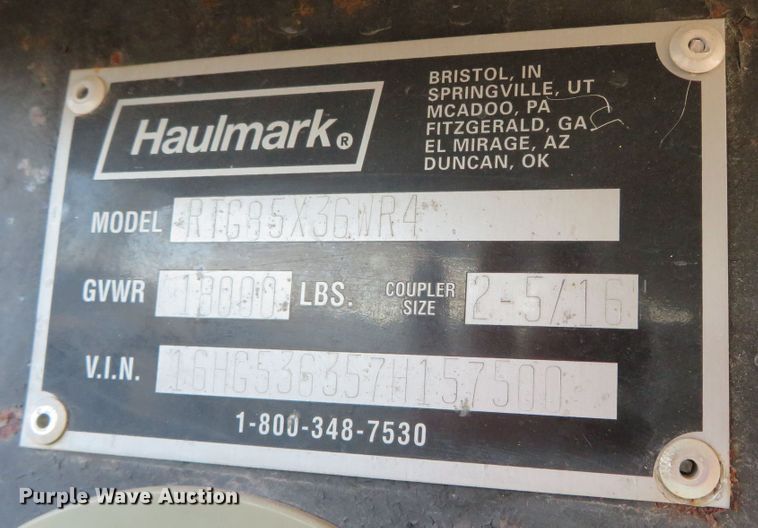 Haulmark®
BRISTOL, IN
SPRINGVILLE, UT
MCADOO, PA
FITZGERALD, GA
EL MIRAGE, AZ
DUNCAN, OK
MODEL RTG85X36WR4
GVWR 18000 LBS. COUPLER SIZE 2-5/16
V.I.N. 16HG53G357H157500
1-800-348-7530
Purple Wave Auction